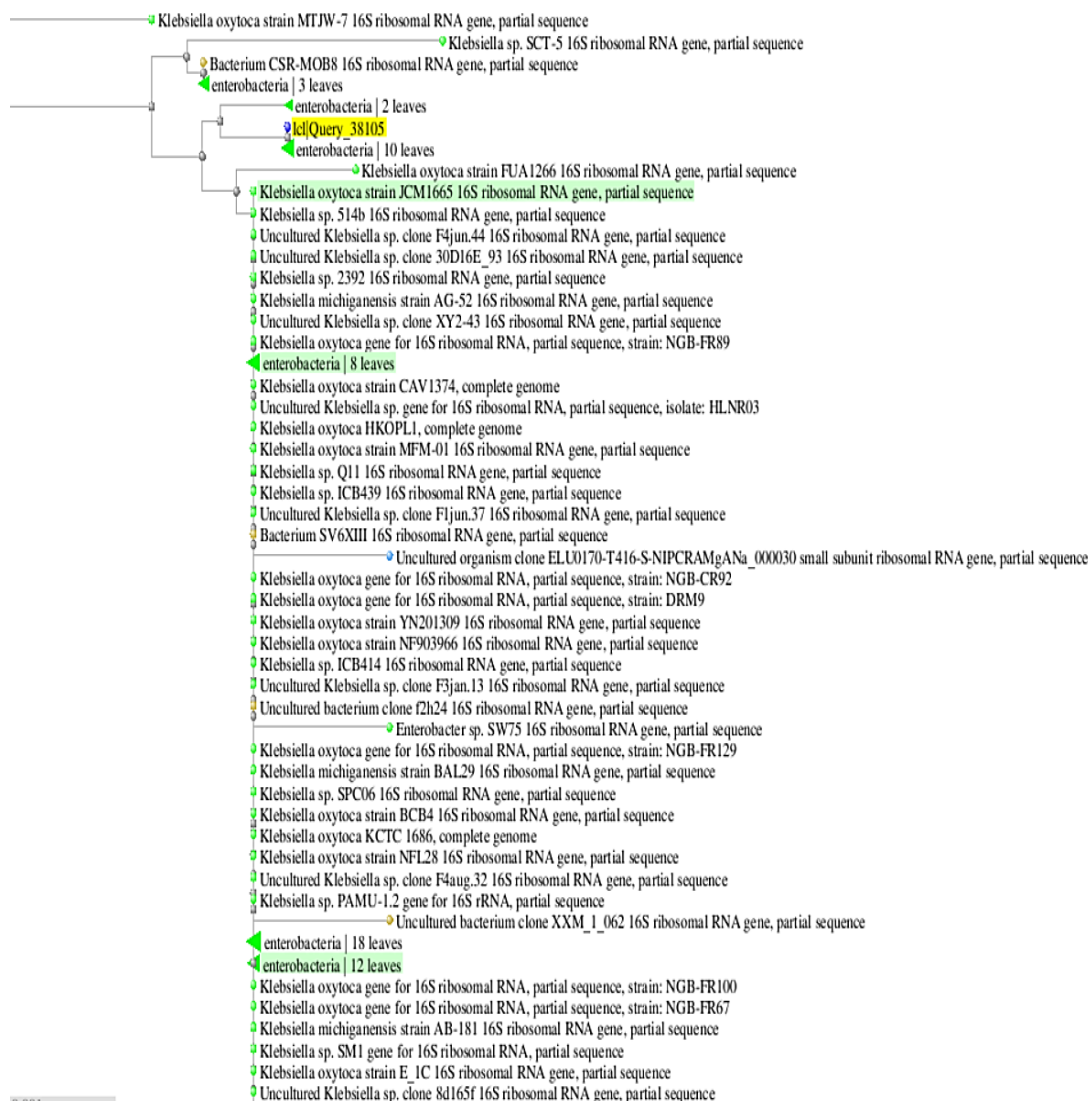 Klebsiella oxytoca strain MTJW-7 16S ribosomal RNA gene, partial sequence
Klebsiella sp. SCT-5 16S ribosomal RNA gene, partial sequence
Bacterium CSR-MOB8 16S ribosomal RNA gene, partial sequence
enterobacteria | 3 leaves
enterobacteria | 2 leaves
lcl|Query_38105
enterobacteria | 10 leaves
Klebsiella oxytoca strain FUA1266 16S ribosomal RNA gene, partial sequence
Klebsiella oxytoca strain JCM1665 16S ribosomal RNA gene, partial sequence
Klebsiella sp. 514b 16S ribosomal RNA gene, partial sequence
Uncultured Klebsiella sp. clone F4jun.44 16S ribosomal RNA gene, partial sequence
Uncultured Klebsiella sp. clone 30D16E_93 16S ribosomal RNA gene, partial sequence
Klebsiella sp. 2392 16S ribosomal RNA gene, partial sequence
Klebsiella michiganensis strain AG-52 16S ribosomal RNA gene, partial sequence
Uncultured Klebsiella sp. clone XY2-43 16S ribosomal RNA gene, partial sequence
Klebsiella oxytoca gene for 16S ribosomal RNA, partial sequence, strain: NGB-FR89
enterobacteria | 8 leaves
Klebsiella oxytoca strain CAV1374, complete genome
Uncultured Klebsiella sp. gene for 16S ribosomal RNA, partial sequence, isolate: HLNR03
Klebsiella oxytoca HKOPL1, complete genome
Klebsiella oxytoca strain MFM-01 16S ribosomal RNA gene, partial sequence
Klebsiella sp. Q11 16S ribosomal RNA gene, partial sequence
Klebsiella sp. ICB439 16S ribosomal RNA gene, partial sequence
Uncultured Klebsiella sp. clone F1jun.37 16S ribosomal RNA gene, partial sequence
Bacterium SV6XIII 16S ribosomal RNA gene, partial sequence
Uncultured organism clone ELU0170-T416-S-NIPCRAMgANa_000030 small subunit ribosomal RNA gene, partial sequence
Klebsiella oxytoca gene for 16S ribosomal RNA, partial sequence, strain: NGB-CR92
Klebsiella oxytoca gene for 16S ribosomal RNA, partial sequence, strain: DRM9
Klebsiella oxytoca strain YN201309 16S ribosomal RNA gene, partial sequence
Klebsiella oxytoca strain NF903966 16S ribosomal RNA gene, partial sequence
Klebsiella sp. ICB414 16S ribosomal RNA gene, partial sequence
Uncultured Klebsiella sp. clone F3jan.13 16S ribosomal RNA gene, partial sequence
Uncultured bacterium clone f2h24 16S ribosomal RNA gene, partial sequence
Enterobacter sp. SW75 16S ribosomal RNA gene, partial sequence
Klebsiella oxytoca gene for 16S ribosomal RNA, partial sequence, strain: NGB-FR129
Klebsiella michiganensis strain BAL29 16S ribosomal RNA gene, partial sequence
Klebsiella sp. SPC06 16S ribosomal RNA gene, partial sequence
Klebsiella oxytoca strain BCB4 16S ribosomal RNA gene, partial sequence
Klebsiella oxytoca KCTC 1686, complete genome
Klebsiella oxytoca strain NFL28 16S ribosomal RNA gene, partial sequence
Uncultured Klebsiella sp. clone F4aug.32 16S ribosomal RNA gene, partial sequence
Klebsiella sp. PAMU-1.2 gene for 16S rRNA, partial sequence
Uncultured bacterium clone XXM_1_062 16S ribosomal RNA gene, partial sequence
enterobacteria | 18 leaves
enterobacteria | 12 leaves
Klebsiella oxytoca gene for 16S ribosomal RNA, partial sequence, strain: NGB-FR100
Klebsiella oxytoca gene for 16S ribosomal RNA, partial sequence, strain: NGB-FR67
Klebsiella michiganensis strain AB-181 16S ribosomal RNA gene, partial sequence
Klebsiella sp. SM1 gene for 16S ribosomal RNA, partial sequence
Klebsiella oxytoca strain E_1C 16S ribosomal RNA gene, partial sequence
Uncultured Klebsiella sp. clone 8d165f 16S ribosomal RNA gene, partial sequence